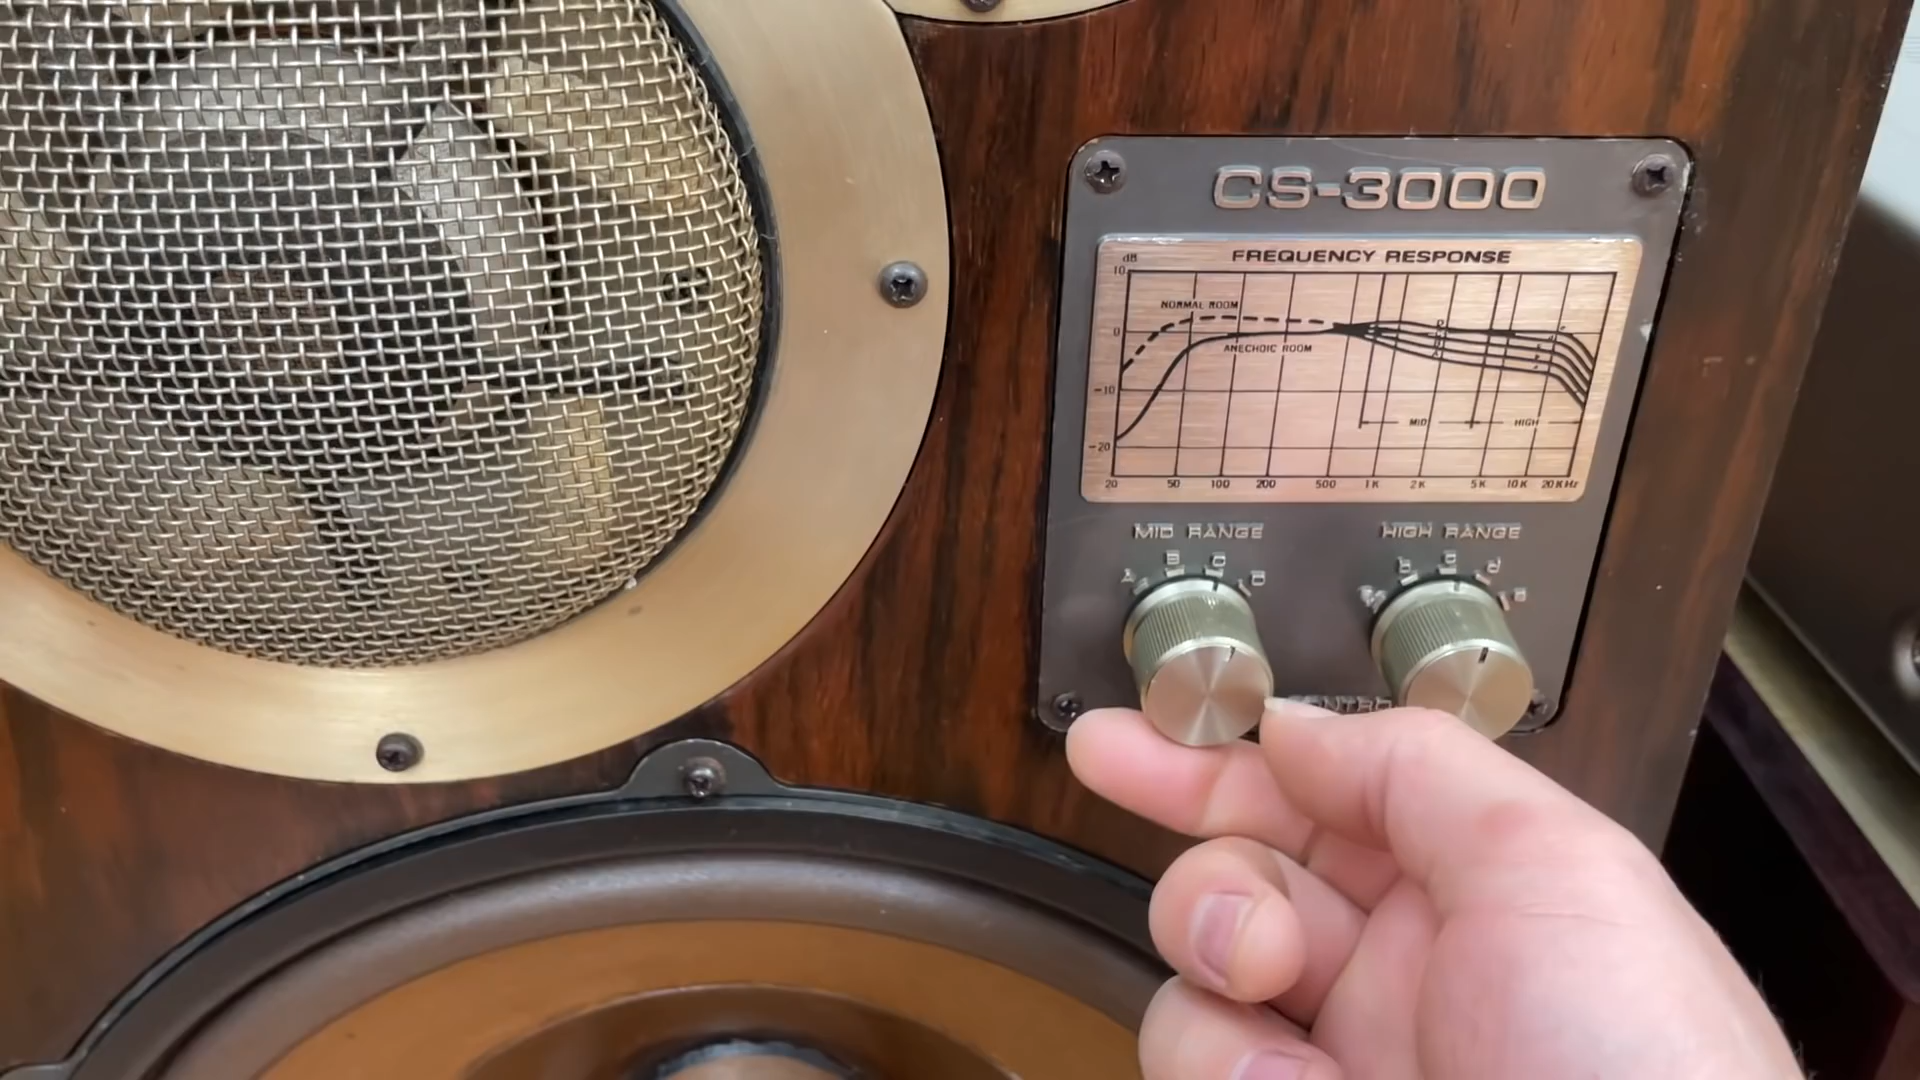 CS-3000
FREQUENCY RESPONSE
dB
10
NORMAL ROOM
0
ANECHOIC ROOM
-10
MID HIGH
-20
20 50 100 200 500 1K 2K 5K 10K 20KHz
MID RANGE HIGH RANGE
A B C D
b c d